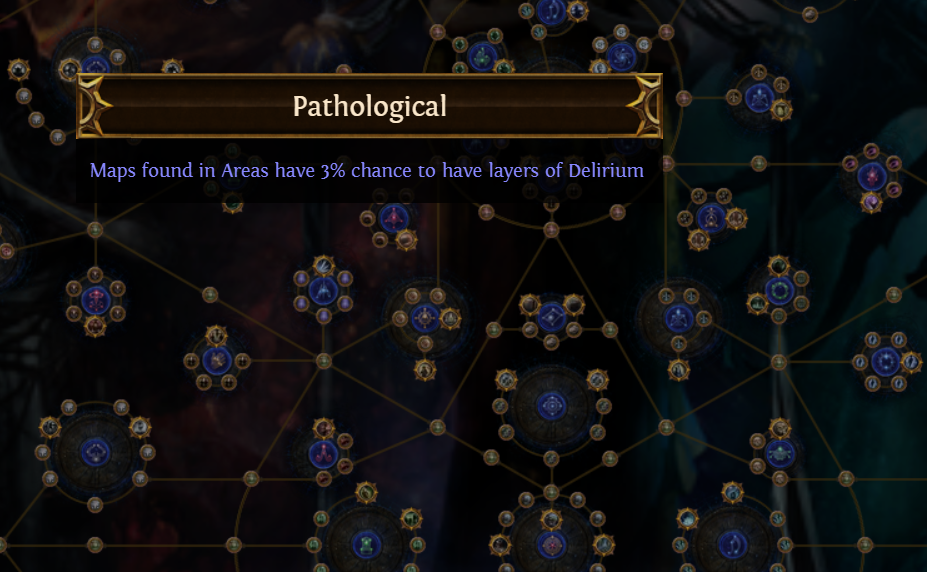 Pathological
Maps found in Areas have 3% chance to have layers of Delirium